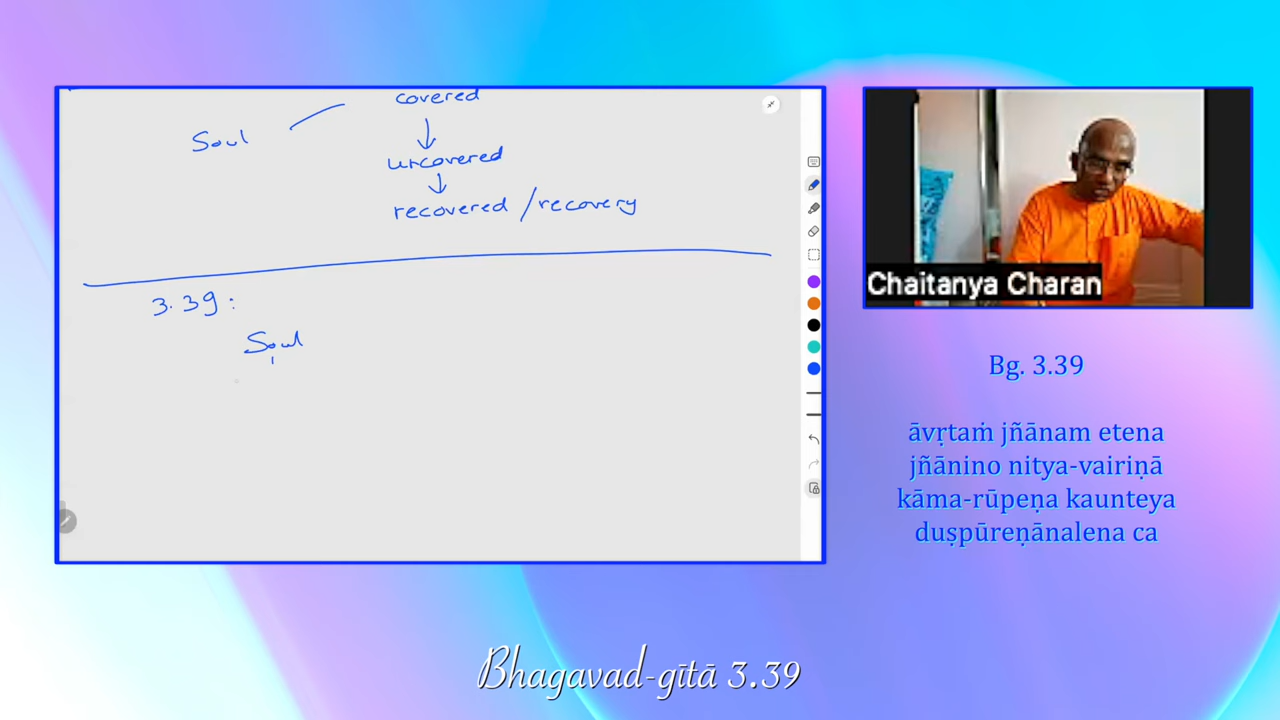 covered
Soul
uncovered
recovered / recovery
3.39:
Soul
Chaitanya Charan
Bg. 3.39
āvṛtaṁ jñānam etena
jñānino nitya-vairiṇā
kāma-rūpeṇa kaunteya
duṣpūreṇānalena ca
Bhagavad-gītā 3.39